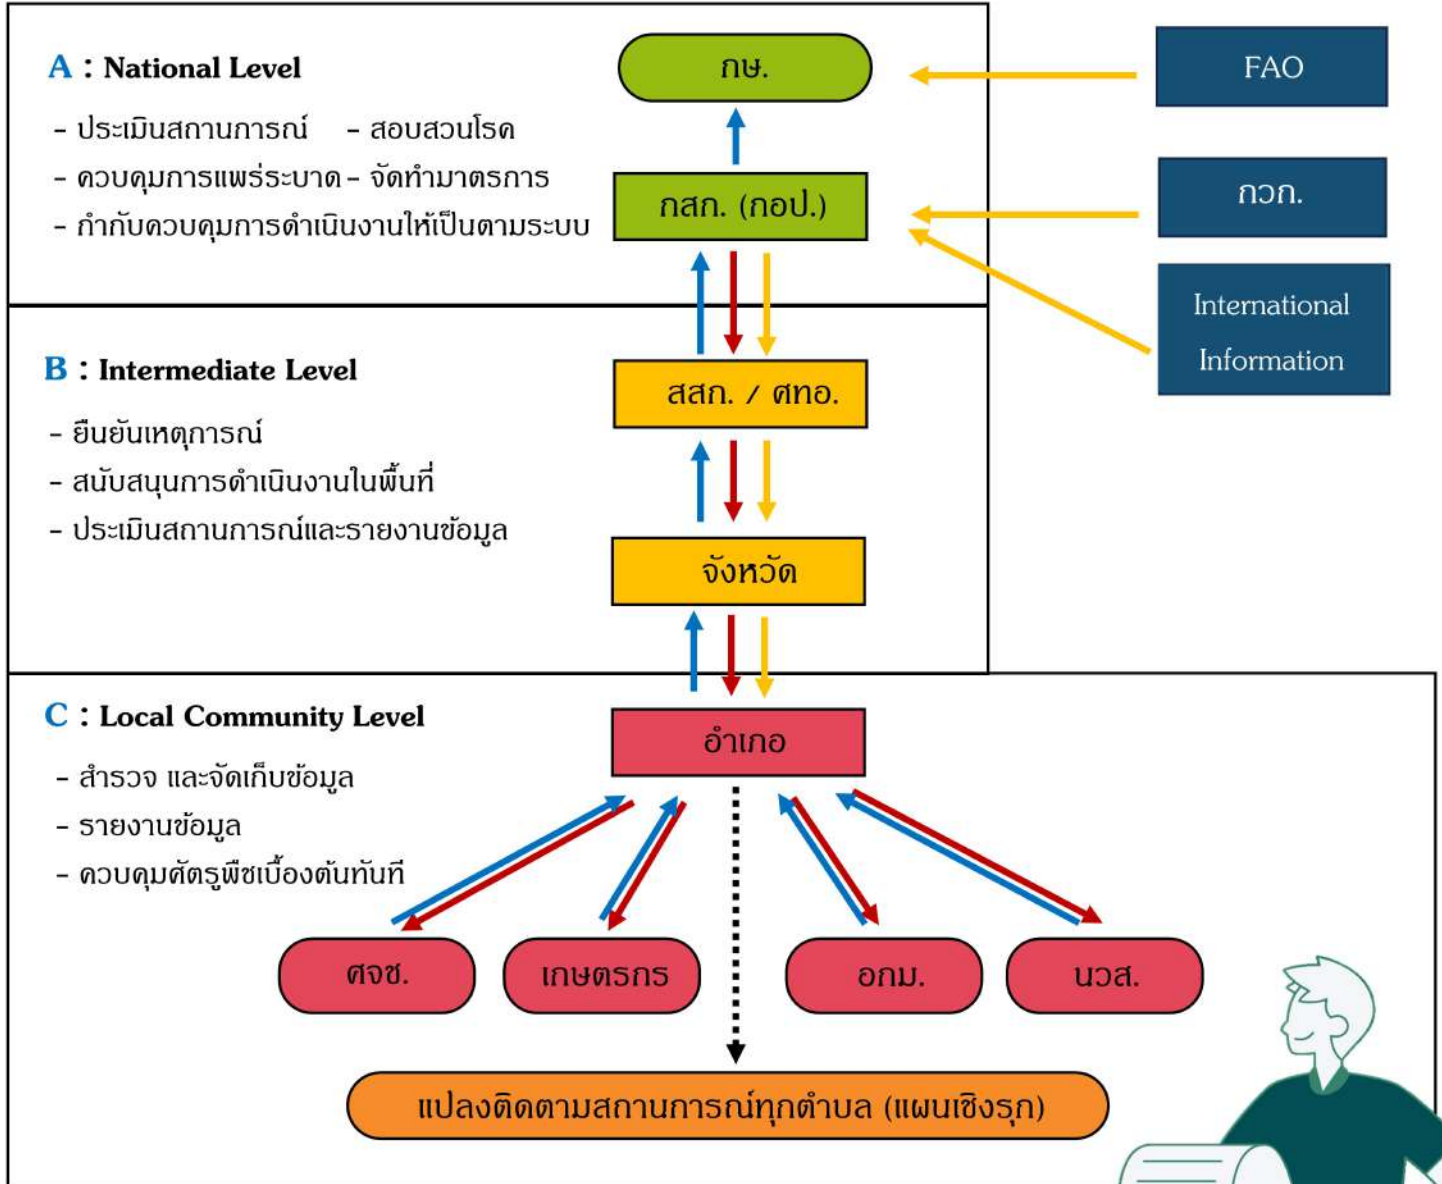 A : National Level
- ประเมินสถานการณ์ - สอบสวนโรค
- ควบคุมการแพร่ระบาด - จัดทำมาตรการ
- กำกับควบคุมการดำเนินงานให้เป็นตามระบบ
กษ.
กสก. (กอป.)
FAO
กวก.
International
Information
B : Intermediate Level
- ยืนยันเหตุการณ์
- สนับสนุนการดำเนินงานในพื้นที่
- ประเมินสถานการณ์และรายงานข้อมูล
สสก. / ศทอ.
จังหวัด
C : Local Community Level
- สำรวจ และจัดเก็บข้อมูล
- รายงานข้อมูล
- ควบคุมศัตรูพืชเบื้องต้นทันที
อำเภอ
ศจช.
เกษตรกร
อกม.
นวส.
แปลงติดตามสถานการณ์ทุกตำบล (แผนเชิงรุก)